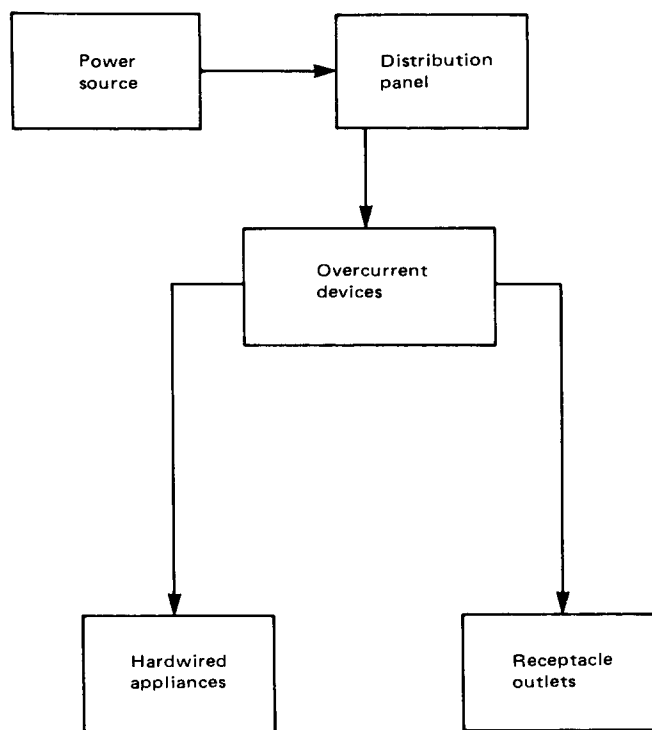 Power
source
Distribution
panel
Overcurrent
devices
Hardwired
appliances
Receptacle
outlets